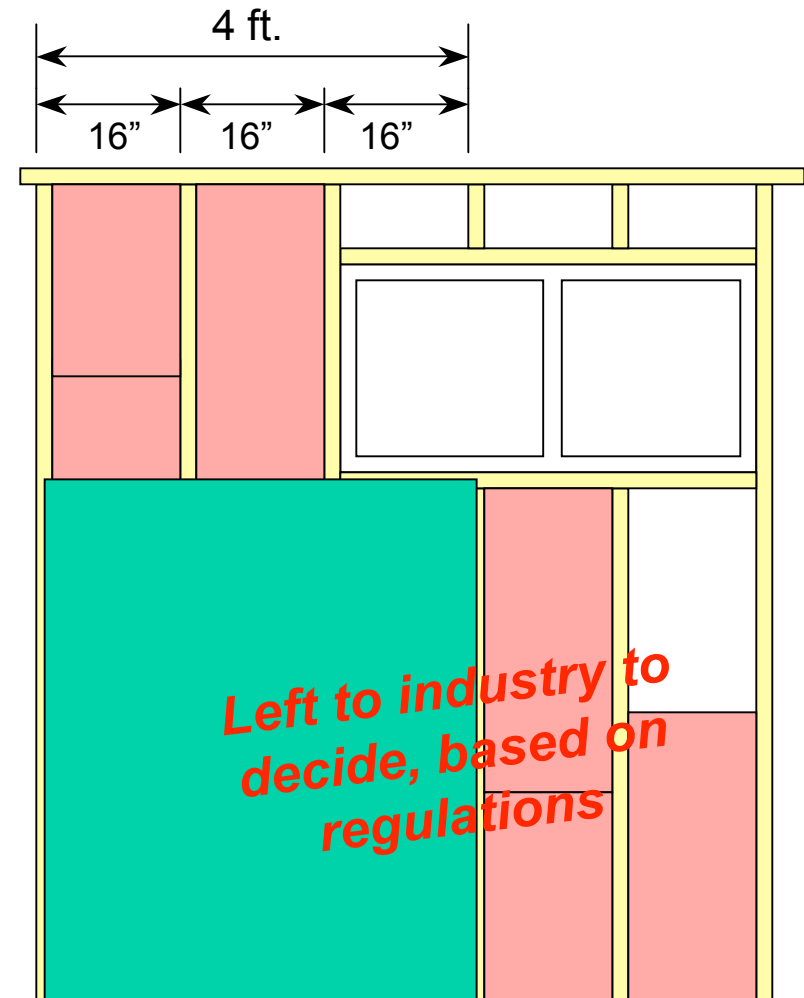 4 ft.
16” 16” 16”
Left to industry to
decide, based on
regulations